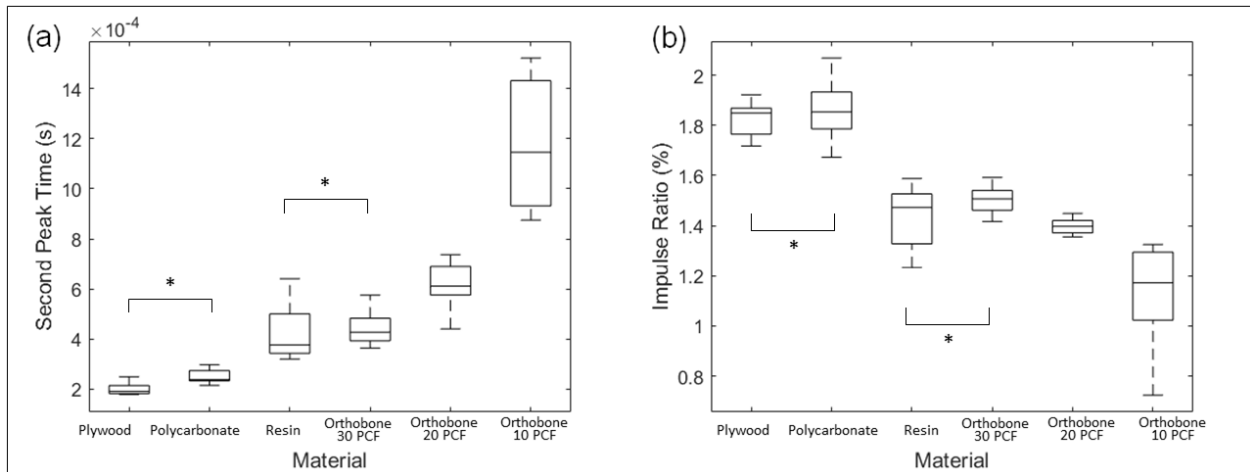 (a)
× 10⁻⁴
14
12
10
8
6
4
2
Second Peak Time (s)
*
*
Plywood Polycarbonate Resin Orthobone 30 PCF Orthobone 20 PCF Orthobone 10 PCF
Material
(b)
2
1.8
1.6
1.4
1.2
1
0.8
Impulse Ratio (%)
*
*
Plywood Polycarbonate Resin Orthobone 30 PCF Orthobone 20 PCF Orthobone 10 PCF
Material